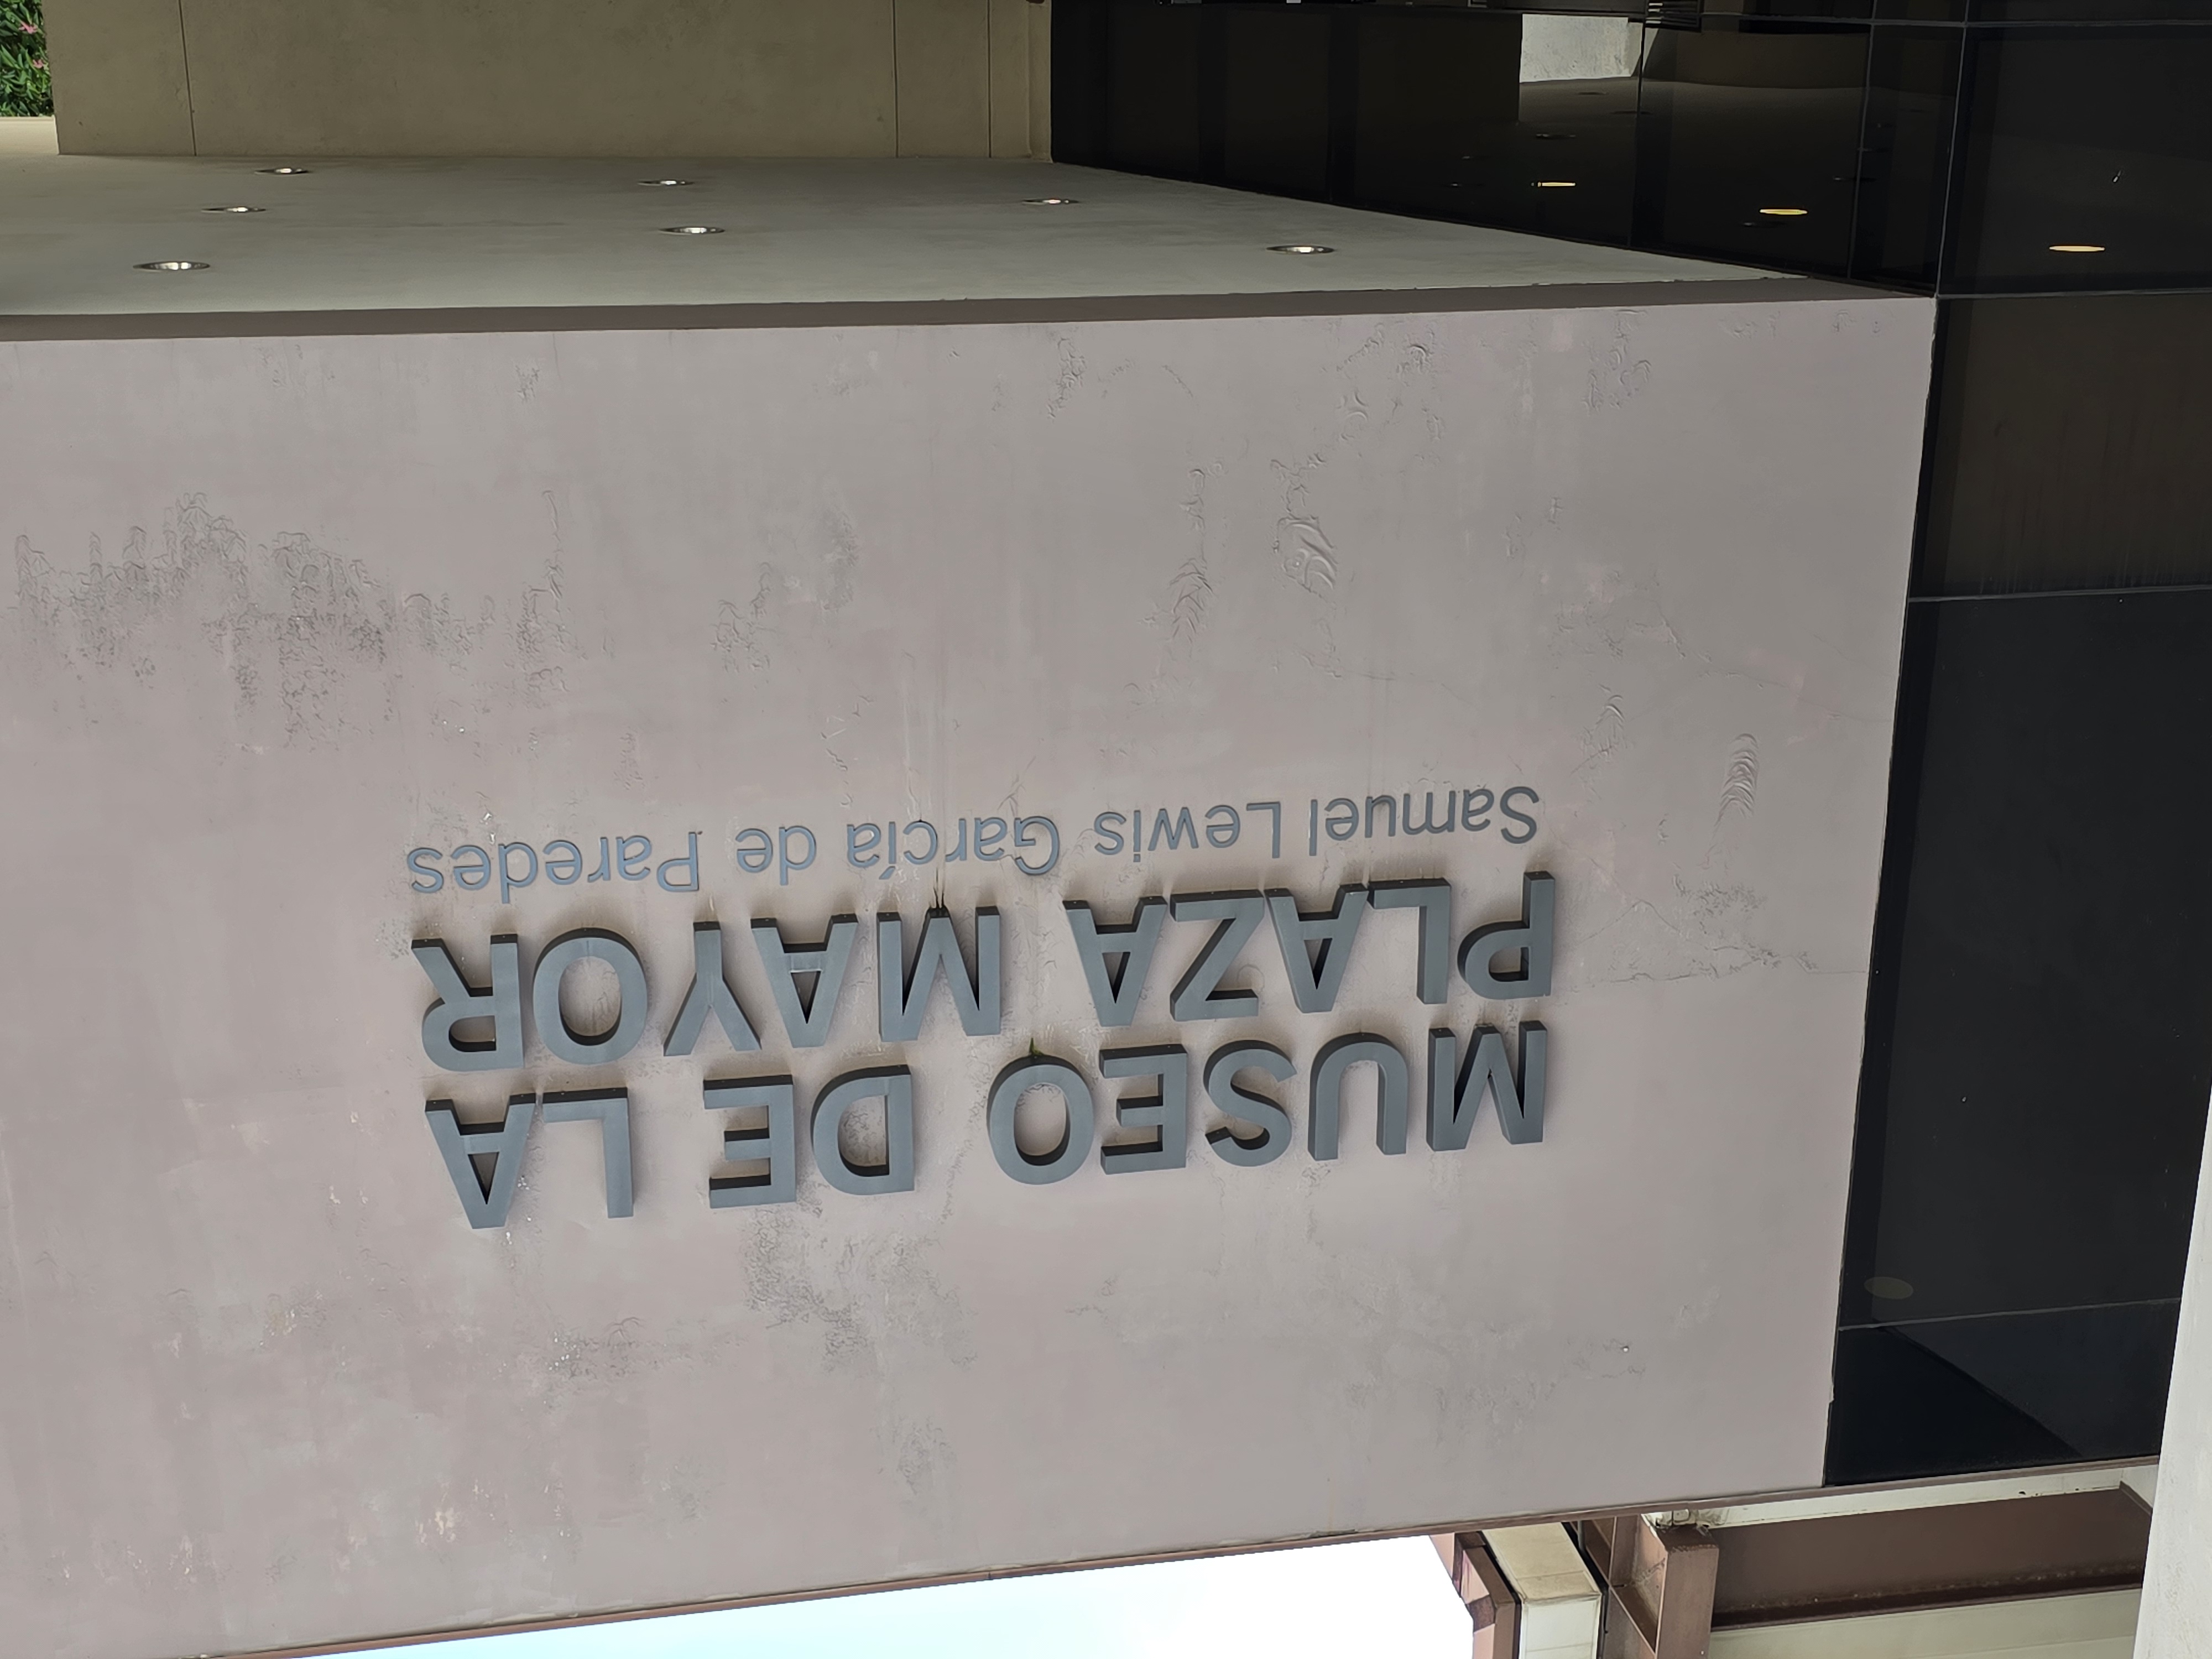 MUSEO DE LA
PLAZA MAYOR
Samuel Lewis García de Paredes